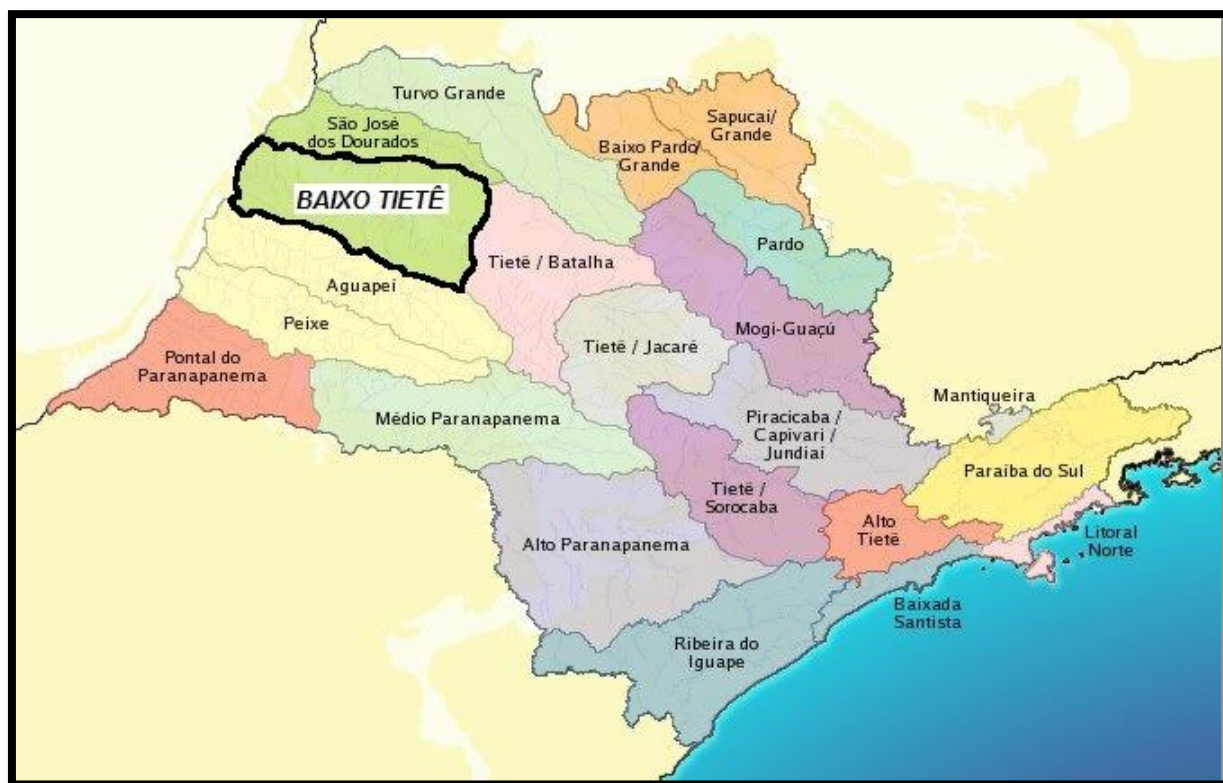 Turvo Grande
Sapucaí/
Grande
São José
dos Dourados
Baixo Pardo/
Grande
BAIXO TIETÊ
Pardo
Tietê / Batalha
Aguapeí
Peixe
Mogi-Guaçú
Tietê / Jacaré
Pontal do
Paranapanema
Mantiqueira
Médio Paranapanema
Piracicaba /
Capivari /
Jundiaí
Paraíba do Sul
Tietê /
Sorocaba
Alto
Tietê
Litoral
Norte
Alto Paranapanema
Baixada
Santista
Ribeira do
Iguape